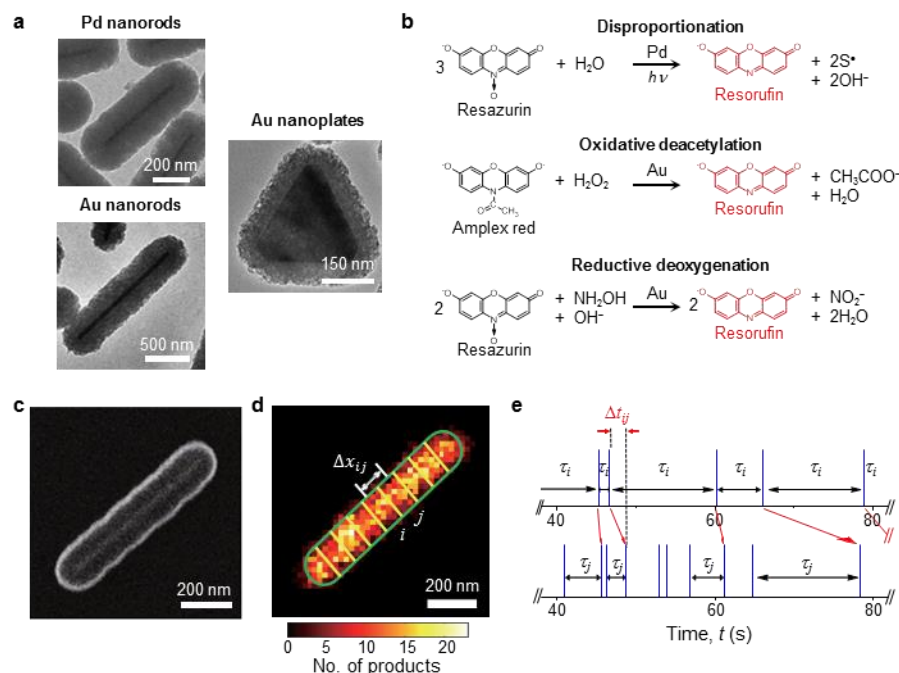 a
Pd nanorods
200 nm
Au nanorods
500 nm
Au nanoplates
150 nm
b
Disproportionation
3 ⁻O O O N O + H₂O Pd hν ⁻O O O N + 2S•
Resazurin Resorufin + 2OH⁻
Oxidative deacetylation
⁻O O O⁻ N C O CH₃ + H₂O₂ Au ⁻O O O N + CH₃COO⁻
Amplex red Resorufin + H₂O
Reductive deoxygenation
2 ⁻O O O N O + NH₂OH + OH⁻ Au 2 ⁻O O O N + NO₂⁻
Resazurin Resorufin + 2H₂O
c
200 nm
d
Δxᵢⱼ
i j
200 nm
0 5 10 15 20
No. of products
e
Δtᵢⱼ
τᵢ τᵢ τᵢ τᵢ τᵢ τᵢ
40 60 80
τⱼ τⱼ τⱼ τⱼ
40 60 80
Time, t (s)